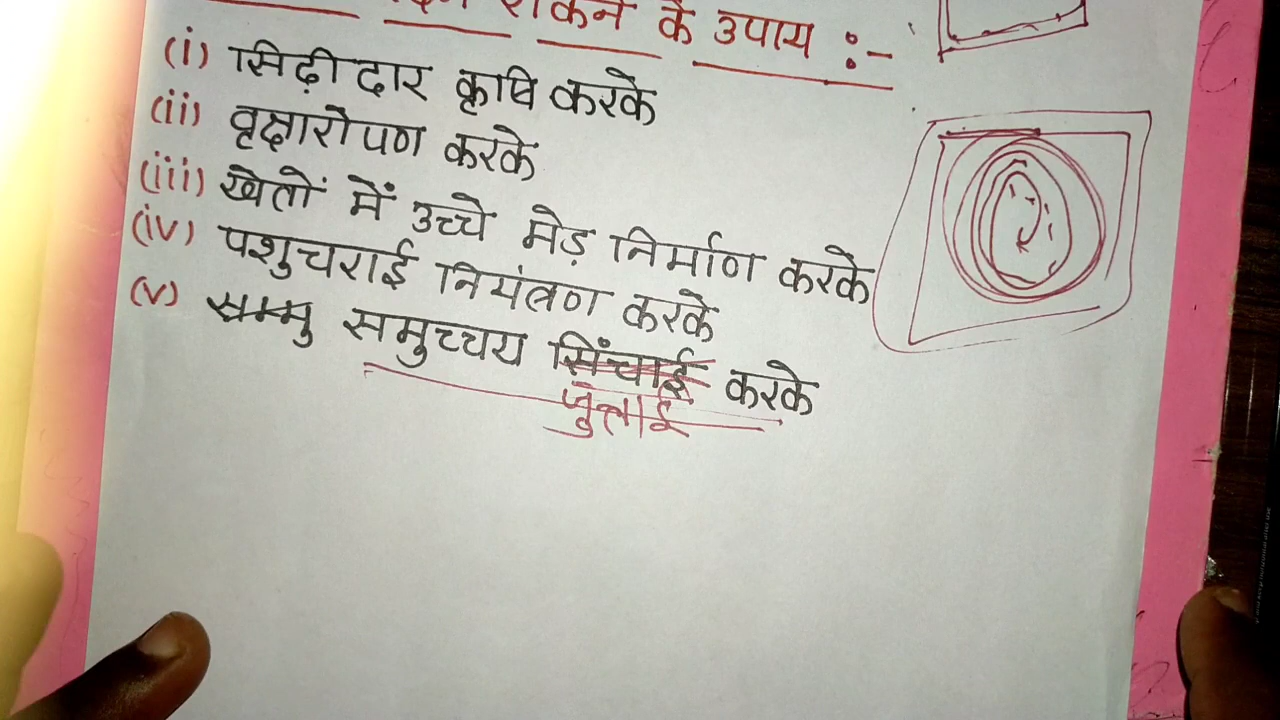 रोकने के उपाय :-
(i) सिढ़ीदार कृषि करके
(ii) वृक्षारोपण करके
(iii) खेतों में उच्चे मेड़ निर्माण करके
(iv) पशुचराई नियंत्रण करके
(v) सम्मु समुच्चय सिंचाई करके
जुताई